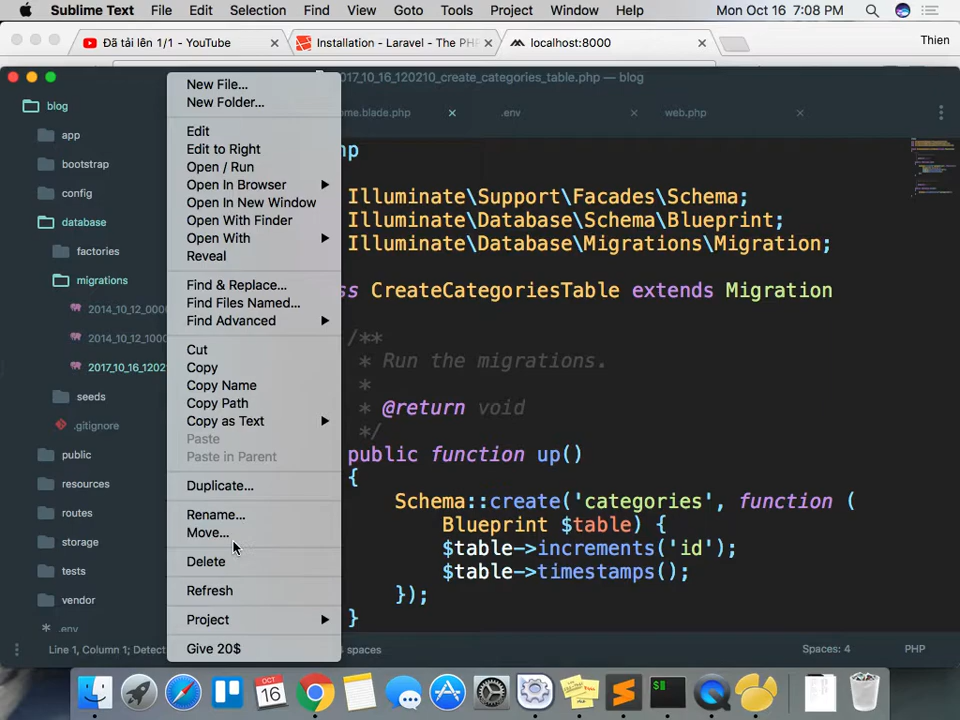 Sublime Text File Edit Selection Find View Goto Tools Project Window Help Mon Oct 16 7:08 PM
Đã tải lên 1/1 - YouTube
Installation - Laravel - The PH
localhost:8000
Thien
2017_10_16_120210_create_categories_table.php — blog
blog
app
bootstrap
config
database
factories
migrations
2014_10_12_000
2014_10_12_100
2017_10_16_1202
seeds
.gitignore
public
resources
routes
storage
tests
vendor
.env
New File...
New Folder...
Edit
Edit to Right
Open / Run
Open In Browser
Open In New Window
Open With Finder
Open With
Reveal
Find & Replace...
Find Files Named...
Find Advanced
Cut
Copy
Copy Name
Copy Path
Copy as Text
Paste
Paste in Parent
Duplicate...
Rename...
Move...
Delete
Refresh
Project
Give 20$
.blade.php
.env
web.php
hp
Illuminate\Support\Facades\Schema;
Illuminate\Database\Schema\Blueprint;
Illuminate\Database\Migrations\Migration;
ss CreateCategoriesTable extends Migration
/**
* Run the migrations.
*
* @return void
*/
public function up()
{
Schema::create('categories', function (
Blueprint $table) {
$table->increments('id');
$table->timestamps();
});
}
Line 1, Column 1; Detect
spaces
Spaces: 4
PHP
OCT
16